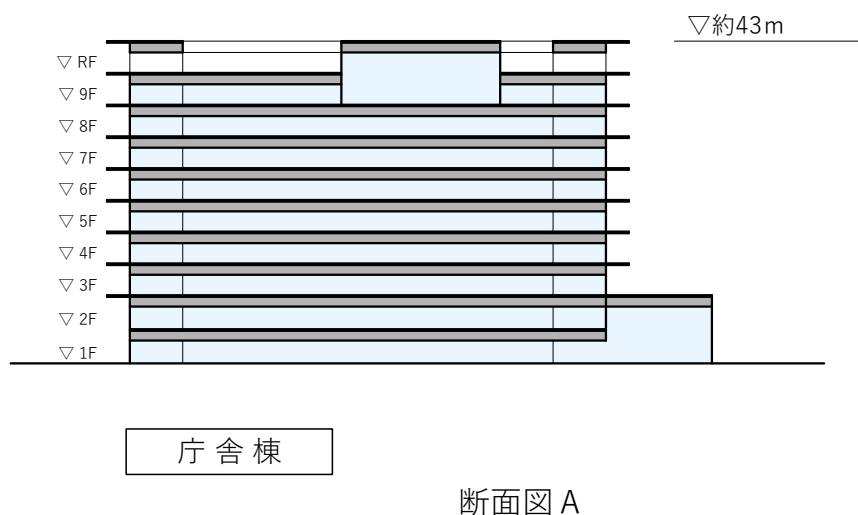 ▽約43m
▽ RF
▽ 9F
▽ 8F
▽ 7F
▽ 6F
▽ 5F
▽ 4F
▽ 3F
▽ 2F
▽ 1F
庁舎棟
断面図 A